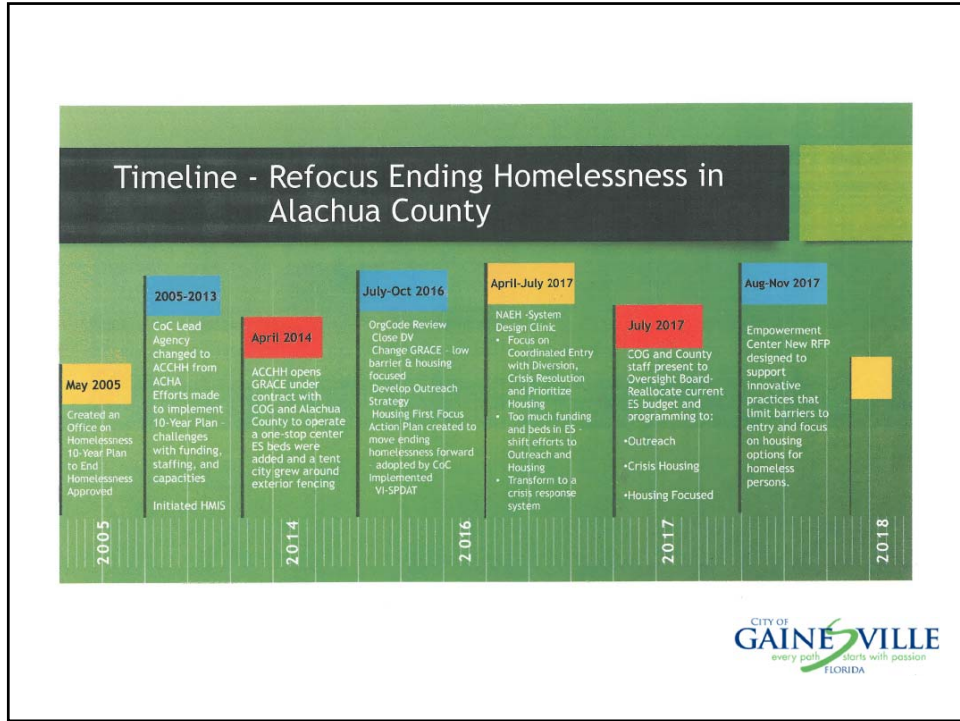 Timeline - Refocus Ending Homelessness in
Alachua County
May 2005
Created an
Office on
Homelessness
10-Year Plan
to End
Homelessness
Approved
2005-2013
CoC Lead
Agency
changed to
ACCHH from
ACHA
Efforts made
to implement
10-Year Plan -
challenges
with funding,
staffing, and
capacities
Initiated HMIS
April 2014
ACCHH opens
GRACE under
contract with
COG and Alachua
County to operate
a one-stop center
ES beds were
added and a tent
city grew around
exterior fencing
July-Oct 2016
OrgCode Review
Close DV
Change GRACE - low
barrier & housing
focused
Develop Outreach
Strategy
Housing First Focus
Action Plan created to
move ending
homelessness forward
- adopted by CoC
Implemented
VI-SPDAT
April-July 2017
NAEH -System
Design Clinic
• Focus on
Coordinated Entry
with Diversion,
Crisis Resolution
and Prioritize
Housing
• Too much funding
and beds in ES -
shift efforts to
Outreach and
Housing
• Transform to a
crisis response
system
July 2017
COG and County
staff present to
Oversight Board-
Reallocate current
ES budget and
programming to:
•Outreach
•Crisis Housing
•Housing Focused
Aug-Nov 2017
Empowerment
Center New RFP
designed to
support
innovative
practices that
limit barriers to
entry and focus
on housing
options for
homeless
persons.
2005
2014
2016
2017
2018
CITY OF
GAINESVILLE
every path starts with passion
FLORIDA